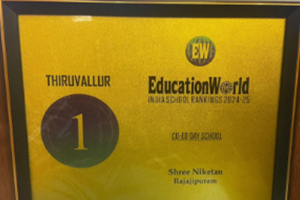 EW
THIRUVALLUR
1
EducationWorld
INDIA SCHOOL RANKINGS 2024-25
CO-ED DAY SCHOOL
Shree Niketan
Rajajipuram